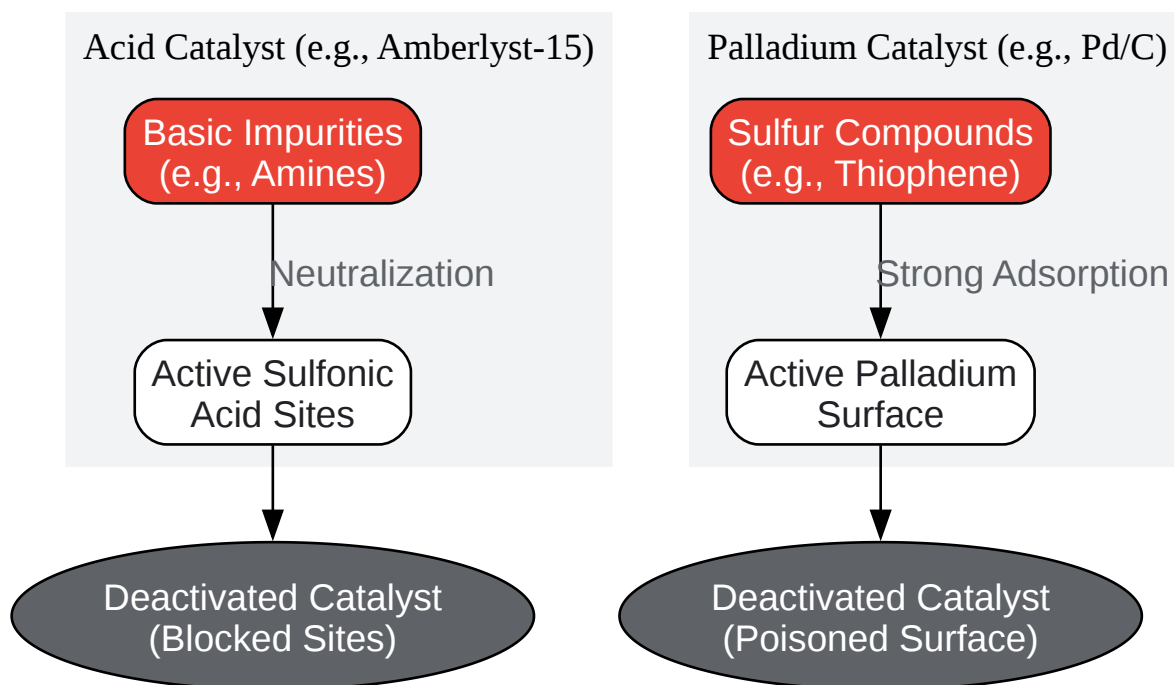 Acid Catalyst (e.g., Amberlyst-15)
Basic Impurities
(e.g., Amines)
Neutralization
Active Sulfonic
Acid Sites
Deactivated Catalyst
(Blocked Sites)
Palladium Catalyst (e.g., Pd/C)
Sulfur Compounds
(e.g., Thiophene)
Strong Adsorption
Active Palladium
Surface
Deactivated Catalyst
(Poisoned Surface)